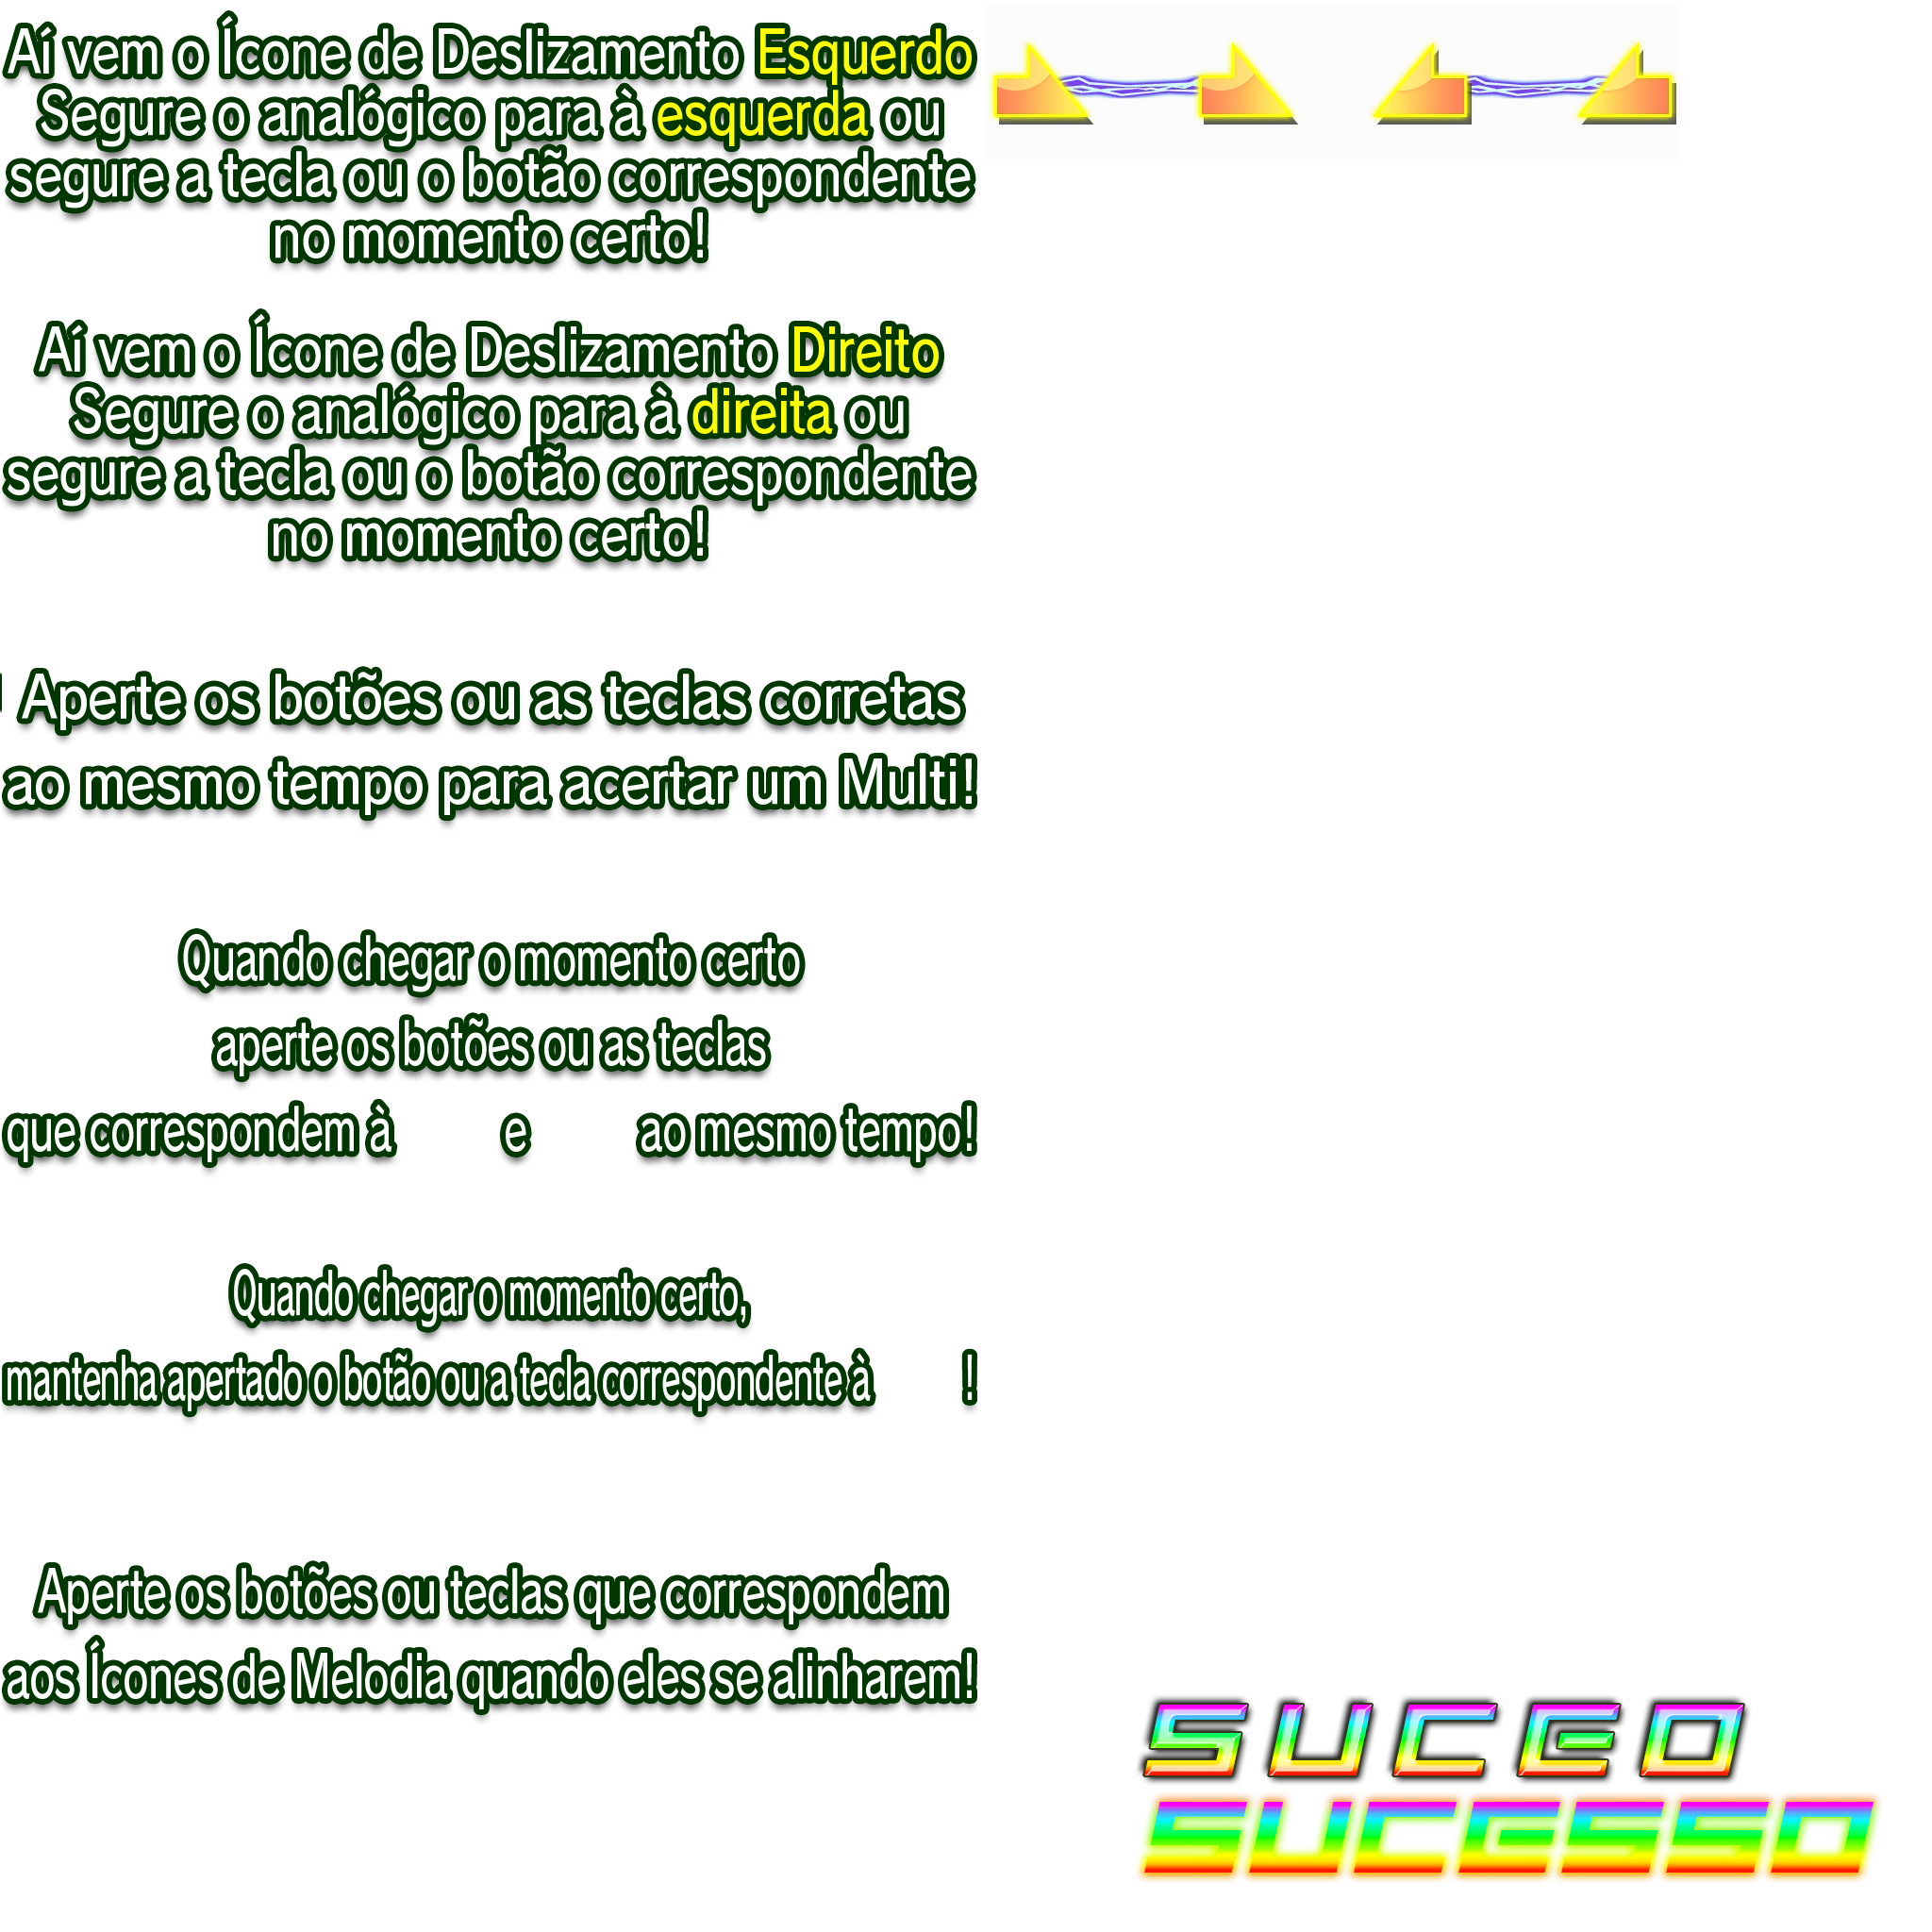 Aí vem o Ícone de Deslizamento Esquerdo
Segure o analógico para à esquerda ou
segure a tecla ou o botão correspondente
no momento certo!
Aí vem o Ícone de Deslizamento Direito
Segure o analógico para à direita ou
segure a tecla ou o botão correspondente
no momento certo!
Aperte os botões ou as teclas corretas
ao mesmo tempo para acertar um Multi!
Quando chegar o momento certo
aperte os botões ou as teclas
que correspondem à e ao mesmo tempo!
Quando chegar o momento certo,
mantenha apertado o botão ou a tecla correspondente à !
Aperte os botões ou teclas que correspondem
aos Ícones de Melodia quando eles se alinharem!
SUCEO
SUCESSO